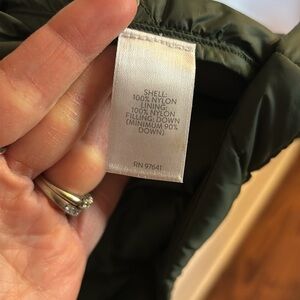 SHELL:
100% NYLON
LINING:
100% NYLON
FILLING: DOWN
(MINIMUM 90%
DOWN)
RN 97641